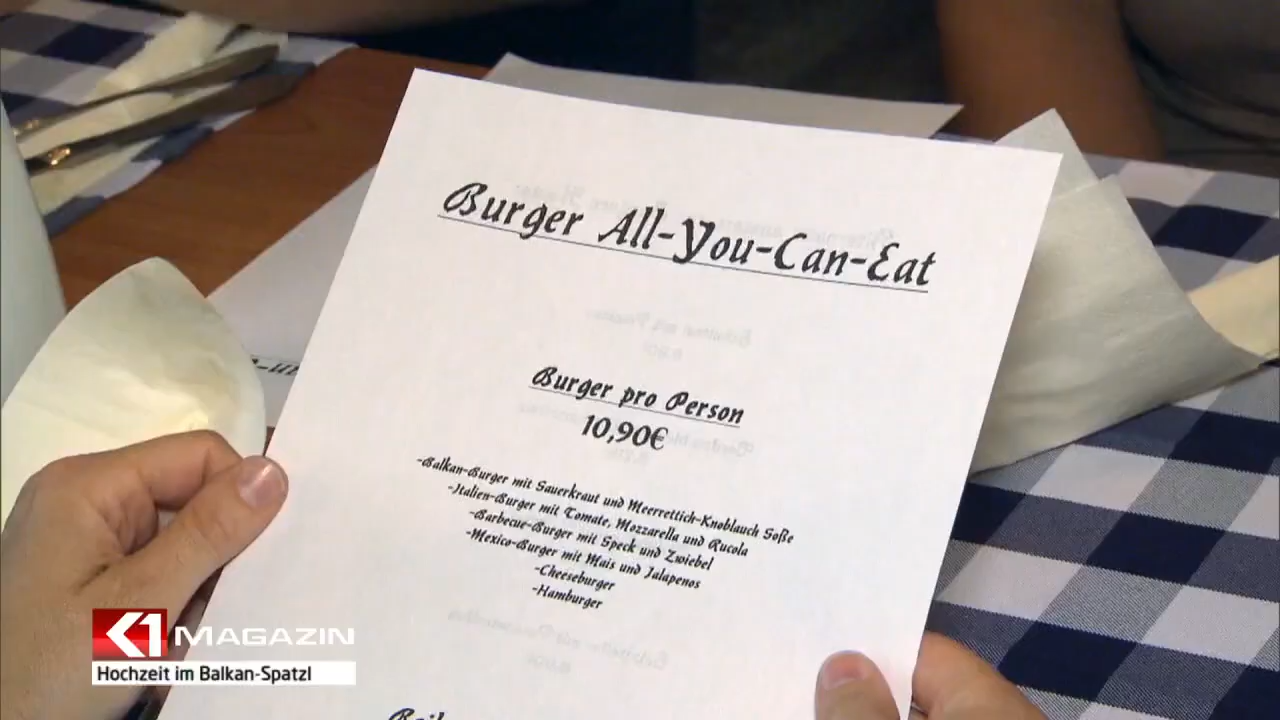 Burger All-You-Can-Eat
Burger pro Person
10,90€
-Balkan-Burger mit Sauerkraut und Meerrettich-Knoblauch Soße
-Italien-Burger mit Tomate, Mozzarella und Rucola
-Barbecue-Burger mit Speck und Zwiebel
-Mexico-Burger mit Mais und Jalapenos
-Cheeseburger
-Hamburger
K1 MAGAZIN
Hochzeit im Balkan-Spatzl